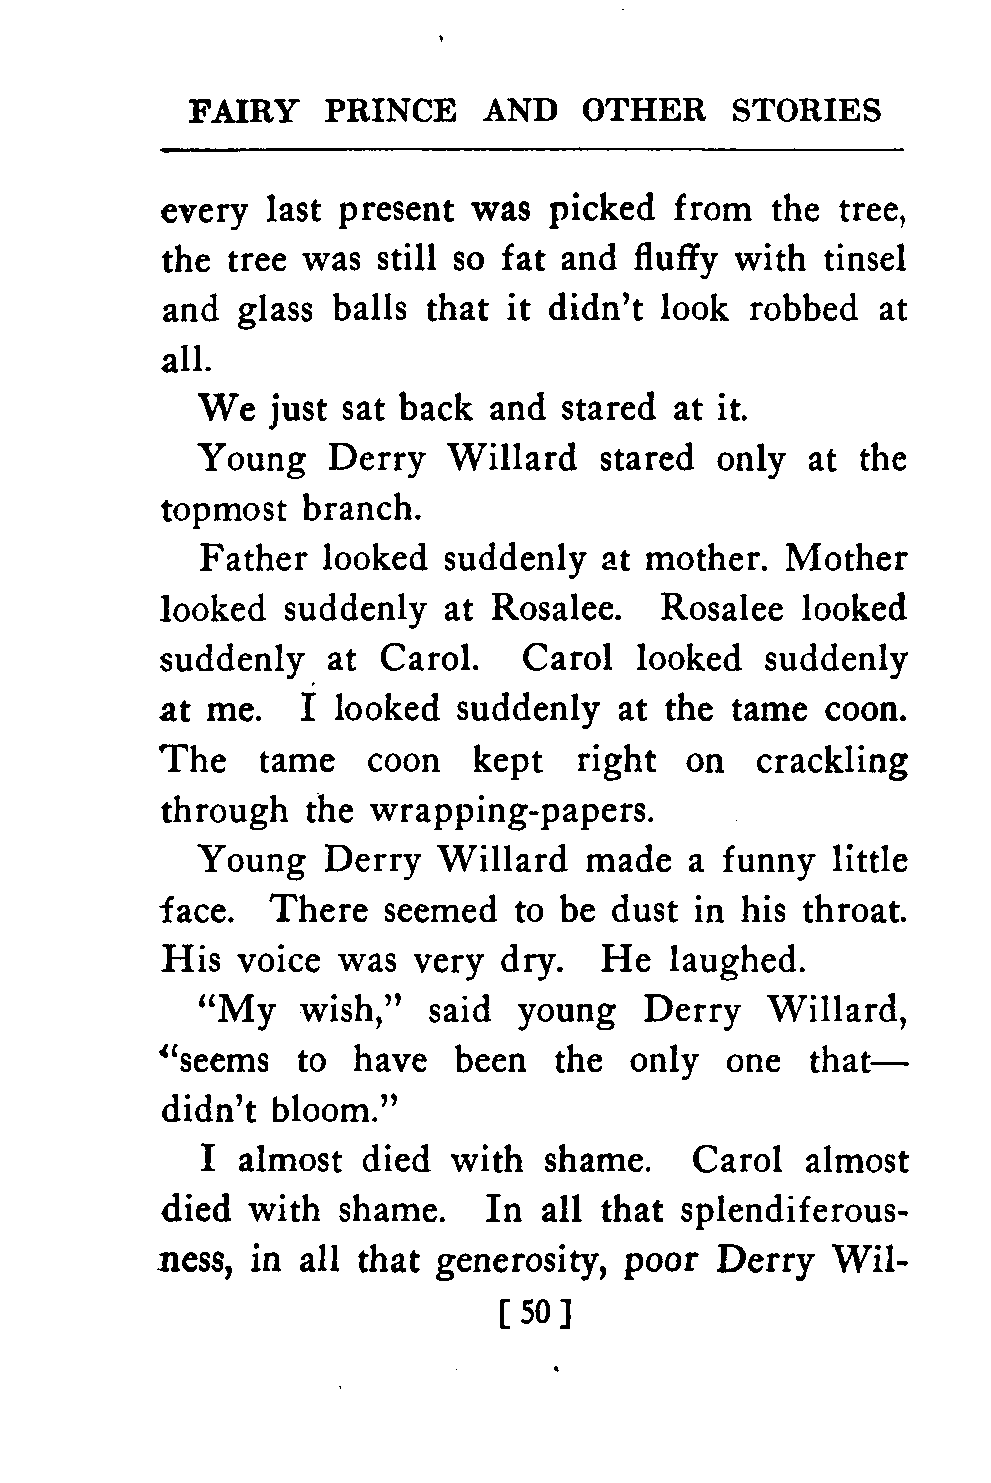 FAIRY PRINCE AND OTHER STORIES
every last present was picked from the tree,
the tree was still so fat and fluffy with tinsel
and glass balls that it didn't look robbed at
all.
We just sat back and stared at it.
Young Derry Willard stared only at the
topmost branch.
Father looked suddenly at mother. Mother
looked suddenly at Rosalee. Rosalee looked
suddenly at Carol. Carol looked suddenly
at me. I looked suddenly at the tame coon.
The tame coon kept right on crackling
through the wrapping-papers.
Young Derry Willard made a funny little
face. There seemed to be dust in his throat.
His voice was very dry. He laughed.
“My wish,” said young Derry Willard,
“seems to have been the only one that—
didn't bloom.”
I almost died with shame. Carol almost
died with shame. In all that splendiferous-
ness, in all that generosity, poor Derry Wil-
[ 50 ]